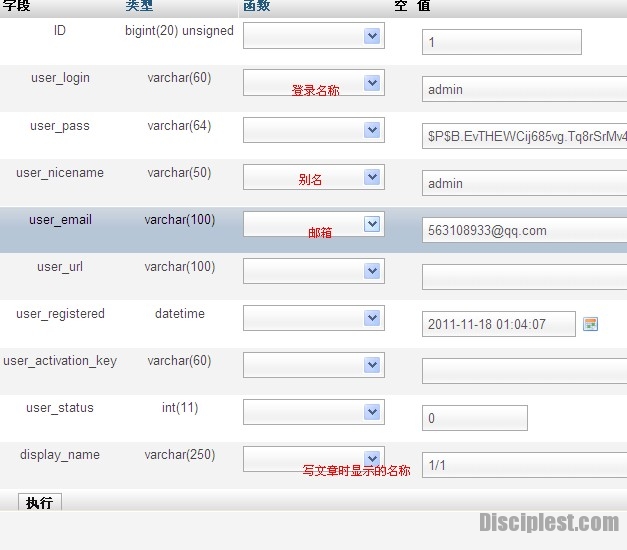 字段 类型 函数 空 值
ID bigint(20) unsigned 1
user_login varchar(60) 登录名称 admin
user_pass varchar(64) $P$B.EvTHEWCij685vg.Tq8rSrMv4
user_nicename varchar(50) 别名 admin
user_email varchar(100) 邮箱 563108933@qq.com
user_url varchar(100)
user_registered datetime 2011-11-18 01:04:07
user_activation_key varchar(60)
user_status int(11) 0
display_name varchar(250) 写文章时显示的名称 1/1
执行
Disciplest.com